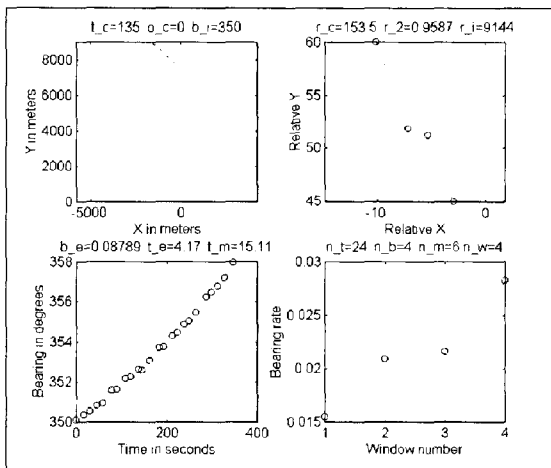 t_c=135 o_c=0 b_i=350
8000
6000
4000
2000
0
Y in meters
-5000 0
X in meters
r_c=153.5 r_2=0.9587 r_i=9144
60
55
50
45
Relative Y
-10 0
Relative X
b_e=0.08789 t_e=4.17 t_m=15.11
358
356
354
352
350
Bearing in degrees
0 200 400
Time in seconds
n_t=24 n_b=4 n_m=6 n_w=4
0.03
0.025
0.02
0.015
Bearing rate
1 2 3 4
Window number